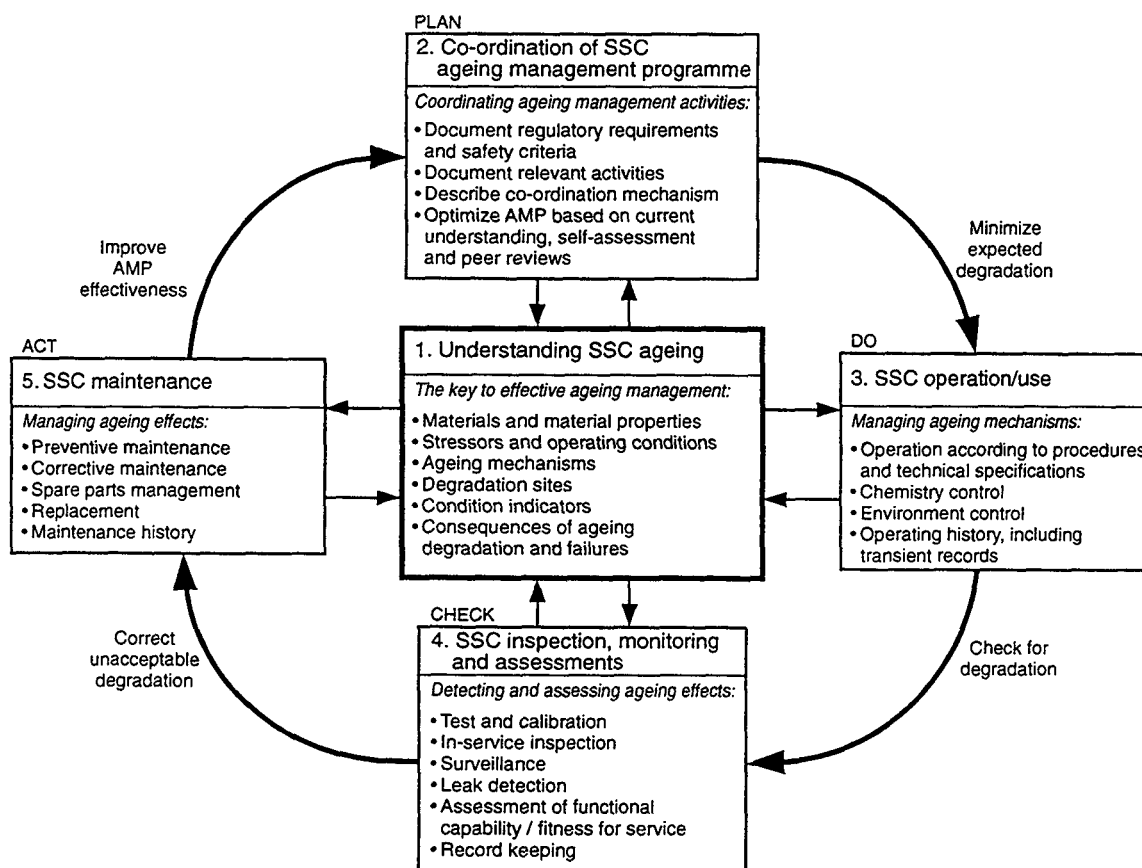 PLAN
2. Co-ordination of SSC
ageing management programme
Coordinating ageing management activities:
• Document regulatory requirements
and safety criteria
• Document relevant activities
• Describe co-ordination mechanism
• Optimize AMP based on current
understanding, self-assessment
and peer reviews
Improve
AMP
effectiveness
Minimize
expected
degradation
ACT
5. SSC maintenance
Managing ageing effects:
• Preventive maintenance
• Corrective maintenance
• Spare parts management
• Replacement
• Maintenance history
1. Understanding SSC ageing
The key to effective ageing management:
• Materials and material properties
• Stressors and operating conditions
• Ageing mechanisms
• Degradation sites
• Condition indicators
• Consequences of ageing
degradation and failures
DO
3. SSC operation/use
Managing ageing mechanisms:
• Operation according to procedures
and technical specifications
• Chemistry control
• Environment control
• Operating history, including
transient records
Correct
unacceptable
degradation
Check for
degradation
CHECK
4. SSC inspection, monitoring
and assessments
Detecting and assessing ageing effects:
• Test and calibration
• In-service inspection
• Surveillance
• Leak detection
• Assessment of functional
capability / fitness for service
• Record keeping